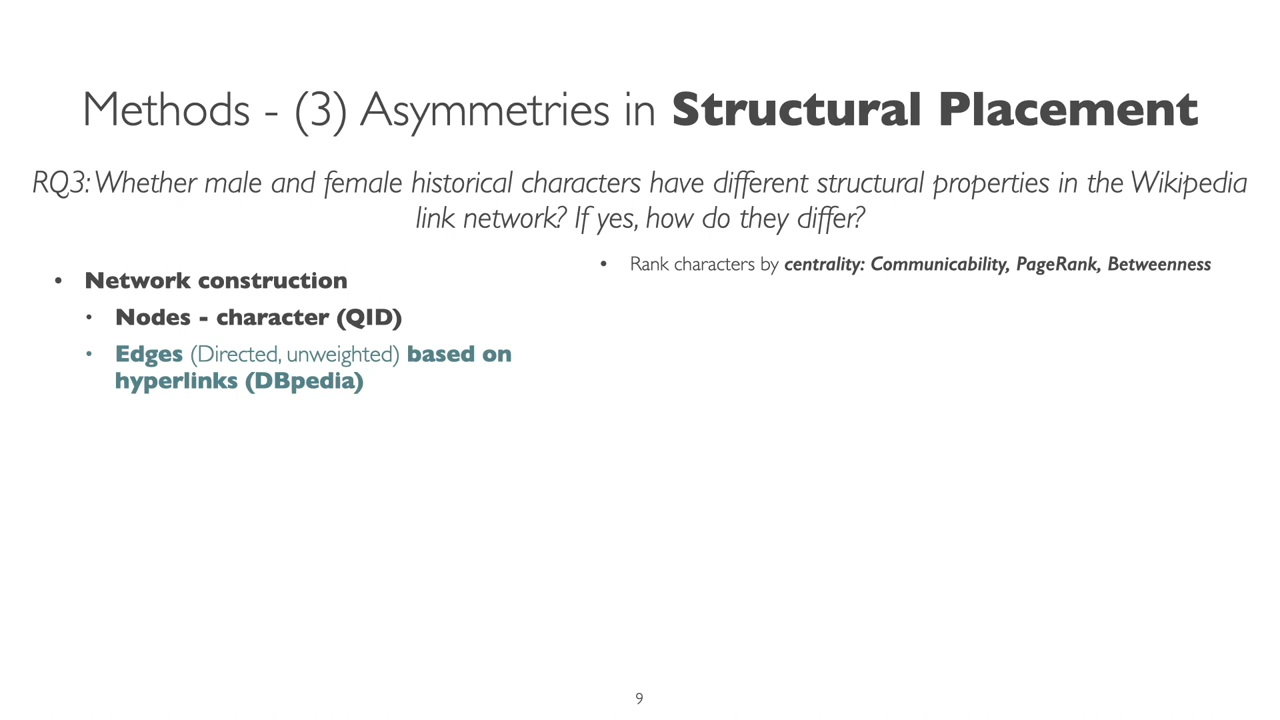 Methods - (3) Asymmetries in Structural Placement
RQ3: Whether male and female historical characters have different structural properties in the Wikipedia
link network? If yes, how do they differ?
• Network construction
• Nodes - character (QID)
• Edges (Directed, unweighted) based on
hyperlinks (DBpedia)
• Rank characters by centrality: Communicability, PageRank, Betweenness
9